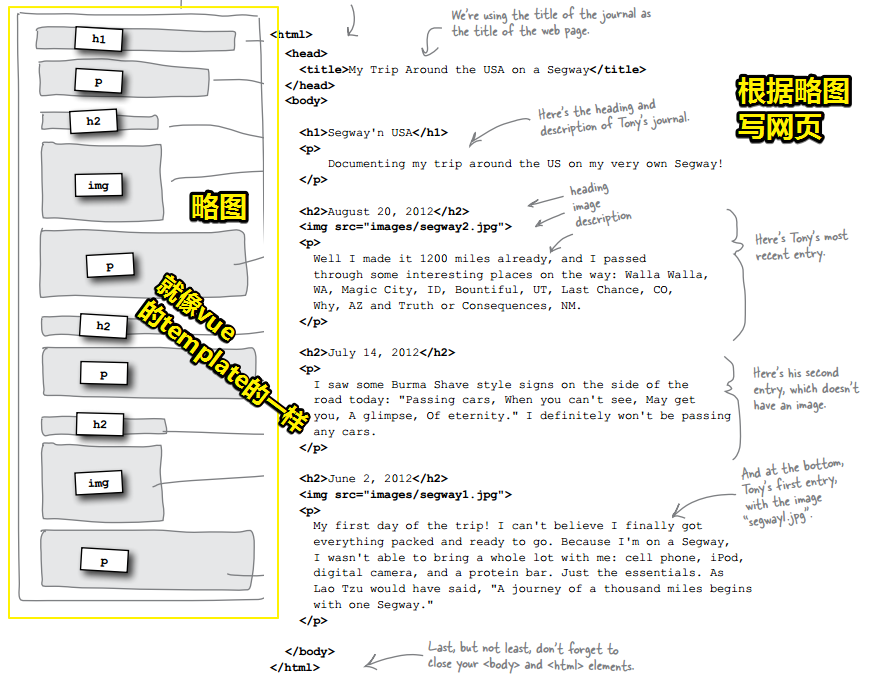 We're using the title of the journal as
the title of the web page.
<html>
<head>
<title>My Trip Around the USA on a Segway</title>
</head>
<body>
根据略图
写网页
Here's the heading and
description of Tony's journal.
<h1>Segway'n USA</h1>
<p>
Documenting my trip around the US on my very own Segway!
</p>
heading
image
description
<h2>August 20, 2012</h2>
<img src="images/segway2.jpg">
<p>
Well I made it 1200 miles already, and I passed
through some interesting places on the way: Walla Walla,
WA, Magic City, ID, Bountiful, UT, Last Chance, CO,
Why, AZ and Truth or Consequences, NM.
</p>
Here's Tony's most
recent entry.
<h2>July 14, 2012</h2>
<p>
I saw some Burma Shave style signs on the side of the
road today: "Passing cars, When you can't see, May get
you, A glimpse, Of eternity." I definitely won't be passing
any cars.
</p>
Here's his second
entry, which doesn't
have an image.
<h2>June 2, 2012</h2>
<img src="images/segway1.jpg">
<p>
My first day of the trip! I can't believe I finally got
everything packed and ready to go. Because I'm on a Segway,
I wasn't able to bring a whole lot with me: cell phone, iPod,
digital camera, and a protein bar. Just the essentials. As
Lao Tzu would have said, "A journey of a thousand miles begins
with one Segway."
</p>
And at the bottom,
Tony's first entry,
with the image
"segway1.jpg".
</body>
</html>
Last, but not least, don't forget to
close your <body> and <html> elements.
h1
p
h2
img
略图
p
就像vue
的template的一样
h2
p
h2
img
p